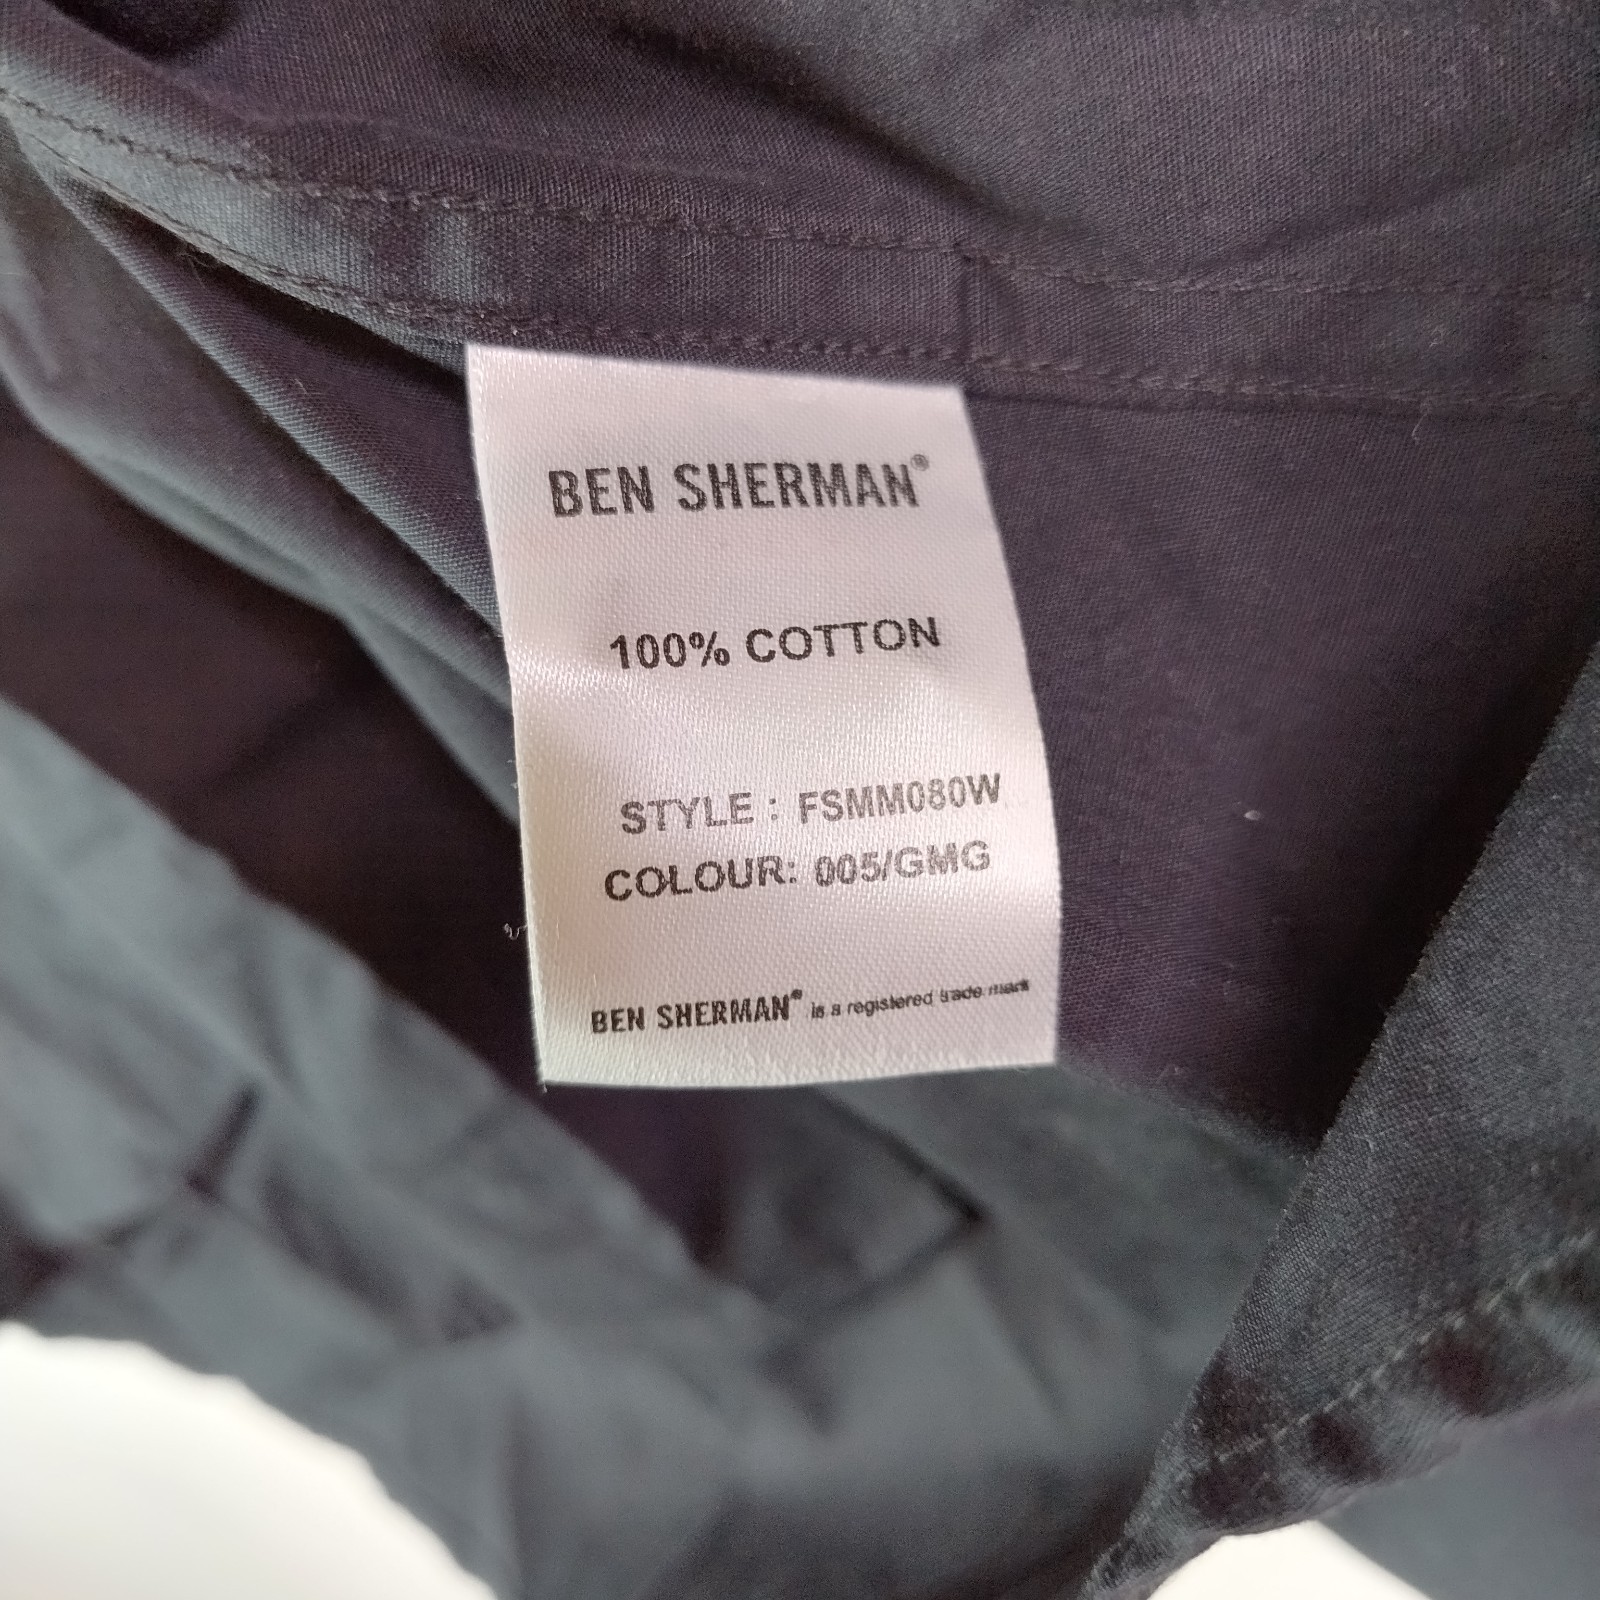 BEN SHERMAN®
100% COTTON
STYLE : FSMM080W
COLOUR: 005/GMG
BEN SHERMAN® is a registered trade mark